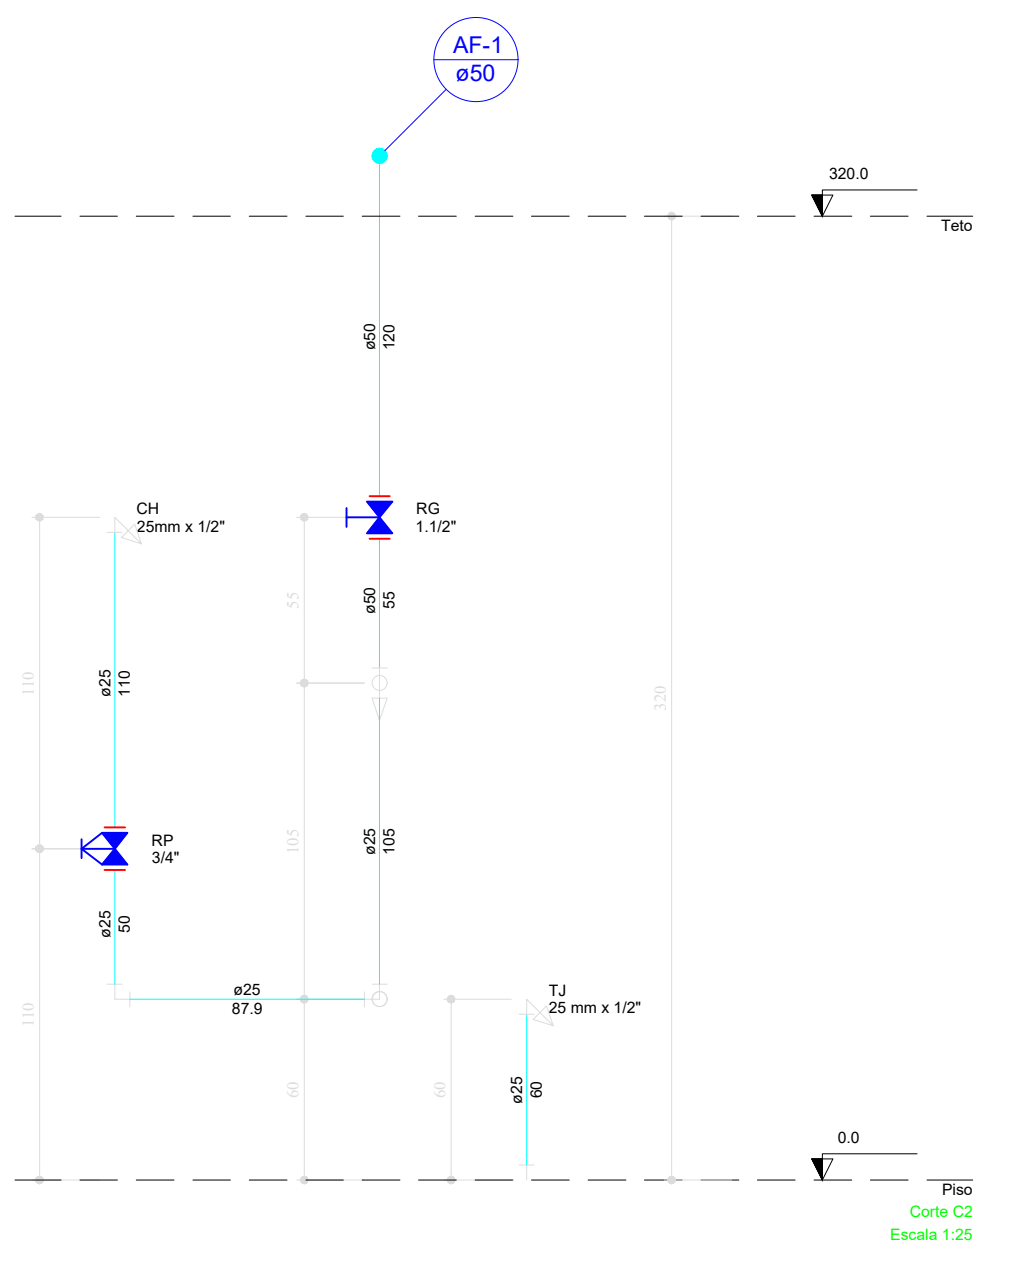 AF-1
ø50
320.0
Teto
ø50
120
CH
25mm x 1/2"
RG
1.1/2"
55
ø50
55
110
ø25
110
320
RP
3/4"
105
ø25
105
ø25
50
ø25
87.9
110
TJ
25 mm x 1/2"
60
60
ø25
60
0.0
Piso
Corte C2
Escala 1:25